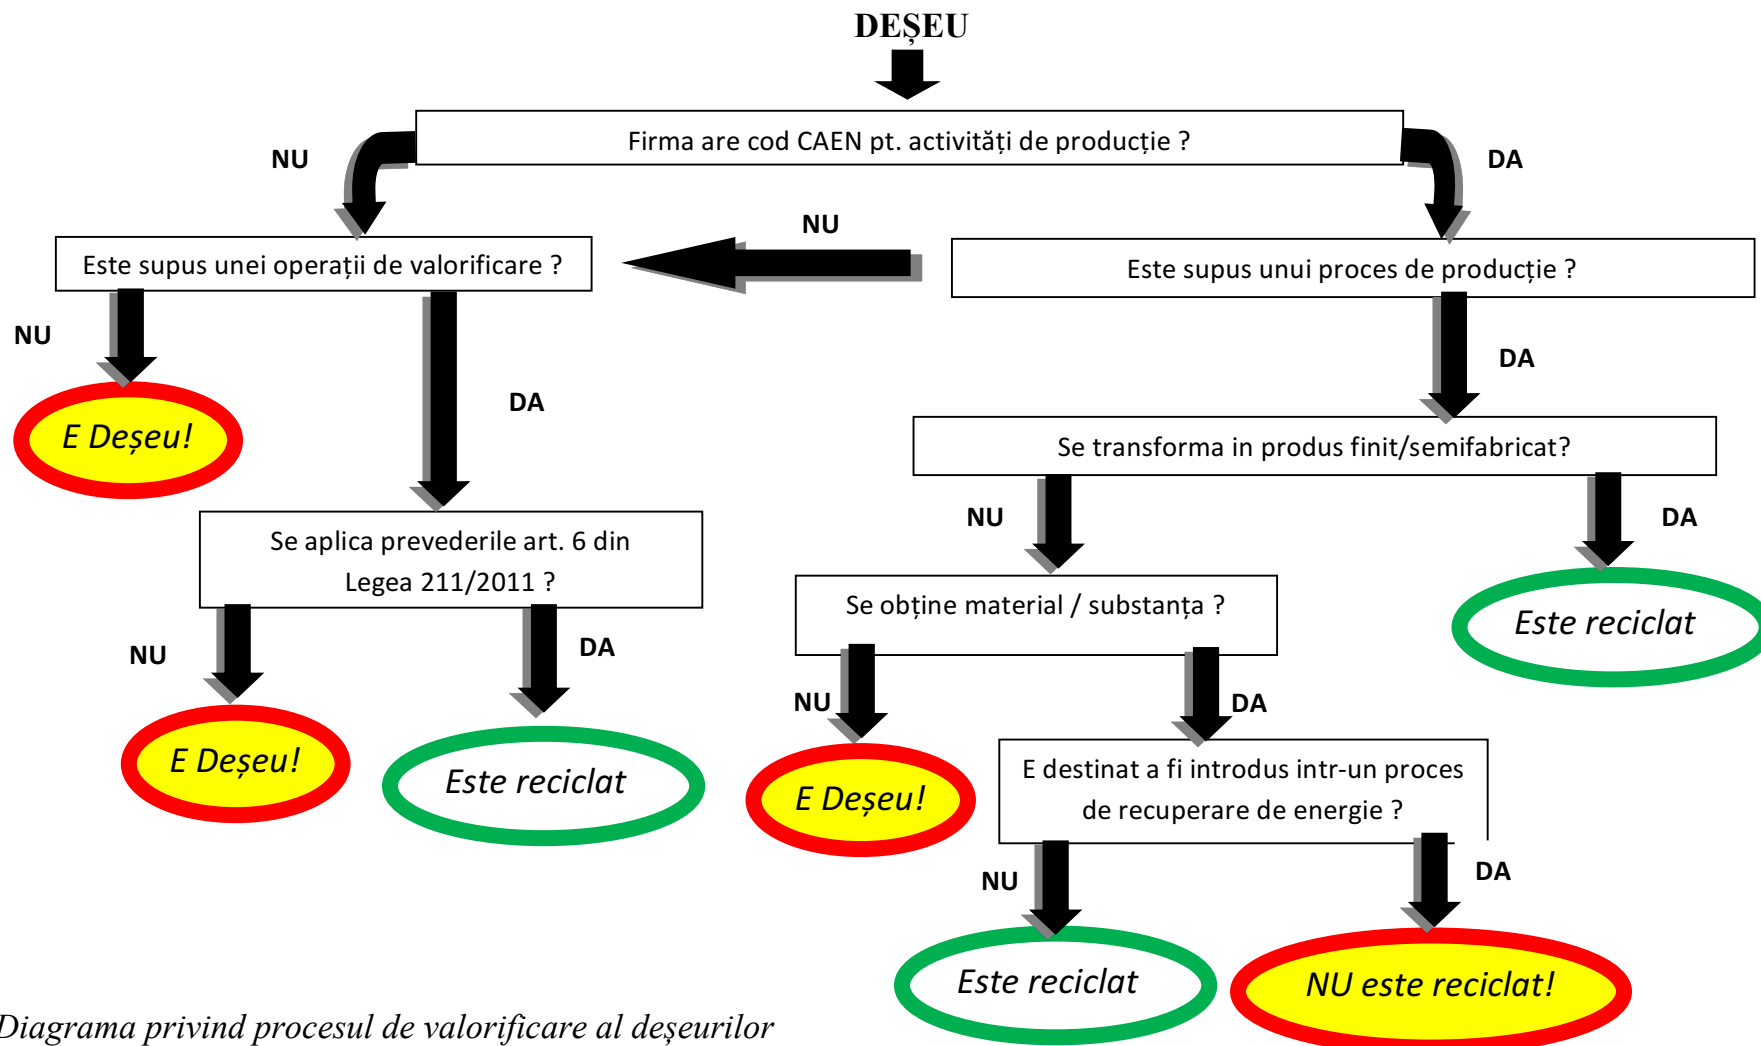 DEȘEU
Firma are cod CAEN pt. activități de producție ?
NU
DA
NU
Este supus unei operații de valorificare ?
Este supus unui proces de producție ?
NU
DA
DA
E Deșeu!
Se transforma in produs finit/semifabricat?
NU
DA
Se aplica prevederile art. 6 din
Legea 211/2011 ?
Se obține material / substanța ?
Este reciclat
NU
DA
NU
DA
E Deșeu!
Este reciclat
E Deșeu!
E destinat a fi introdus intr-un proces
de recuperare de energie ?
NU
DA
Este reciclat
NU este reciclat!
Diagrama privind procesul de valorificare al deșeurilor